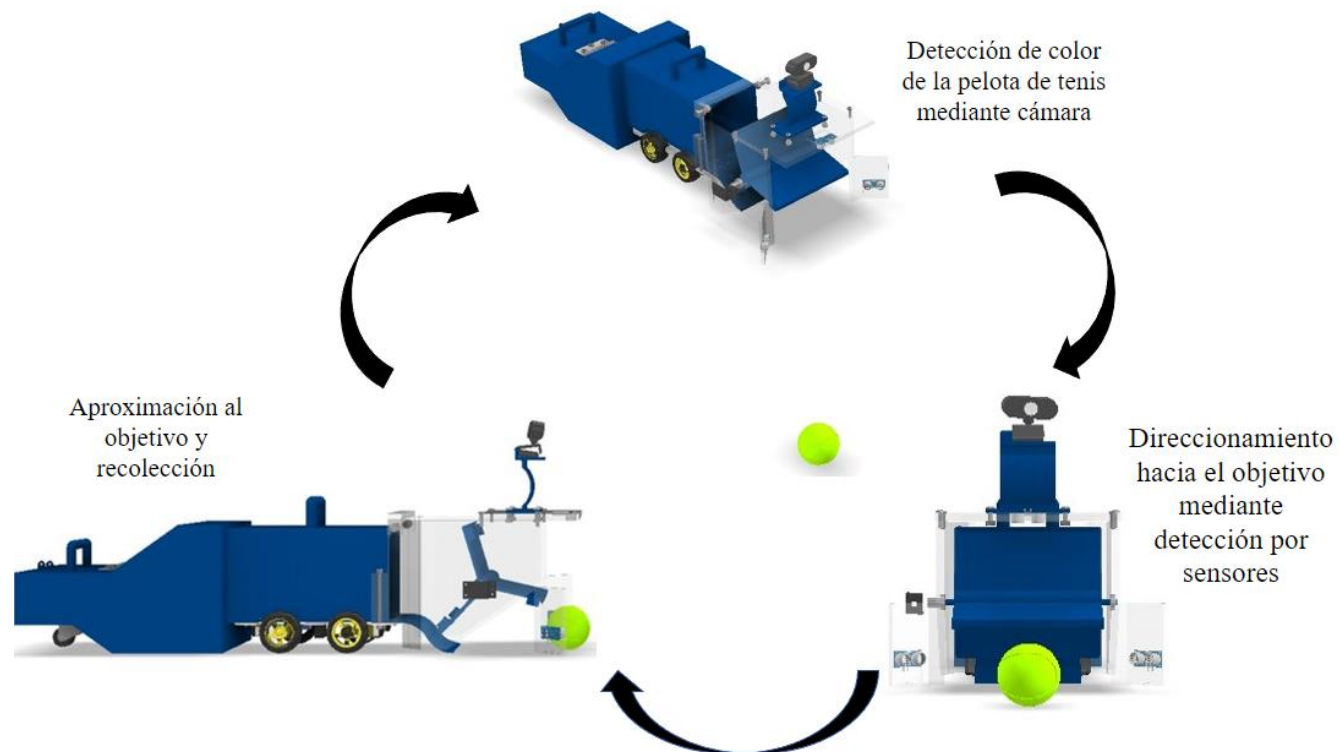 Detección de color
de la pelota de tenis
mediante cámara
Direccionamiento
hacia el objetivo
mediante
detección por
sensores
Aproximación al
objetivo y
recolección